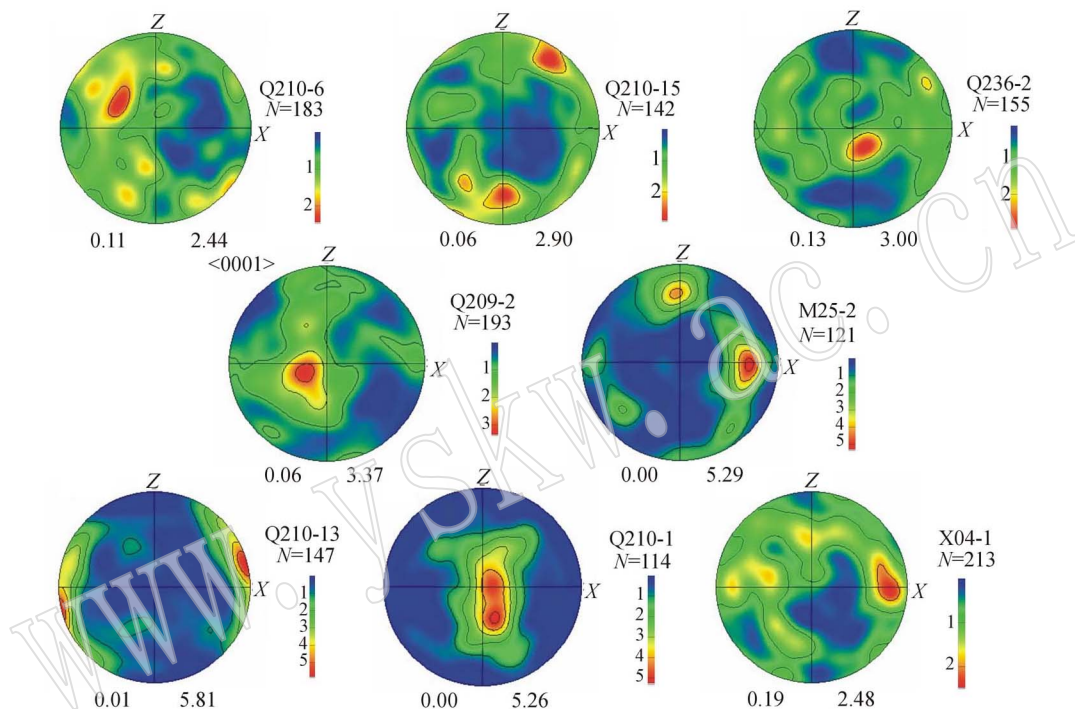 Z
X
Q210-6
N=183
1
2
0.11 2.44
<0001>
Z
X
Q210-15
N=142
1
2
0.06 2.90
Z
X
Q236-2
N=155
1
2
0.13 3.00
Z
X
Q209-2
N=193
1
2
3
0.06 3.37
Z
X
M25-2
N=121
1
2
3
4
5
0.00 5.29
Z
X
Q210-13
N=147
1
2
3
4
5
0.01 5.81
Z
X
Q210-1
N=114
1
2
3
4
5
0.00 5.26
Z
X
X04-1
N=213
1
2
0.19 2.48
www.yskw.ac.cn